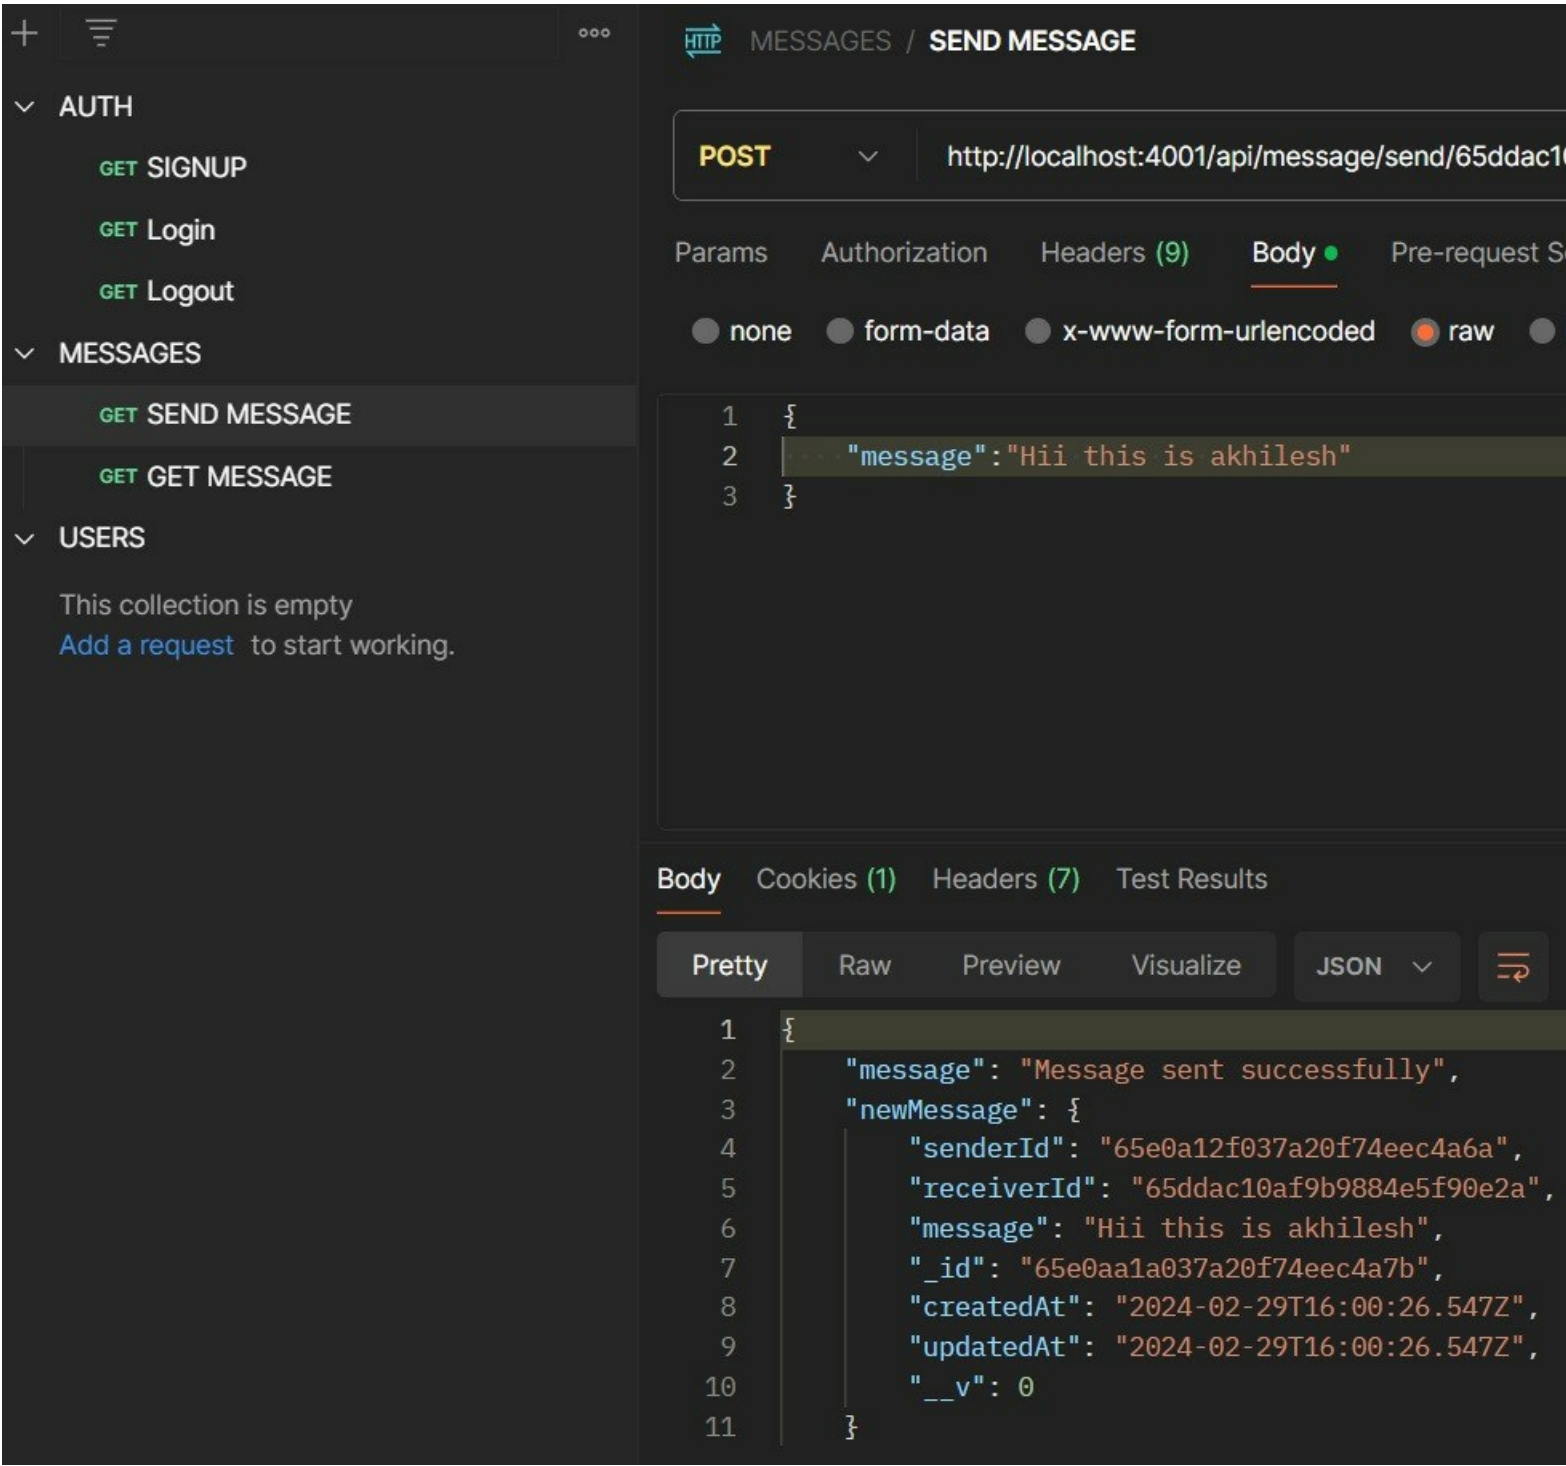 AUTH
GET SIGNUP
GET Login
GET Logout
MESSAGES
GET SEND MESSAGE
GET GET MESSAGE
USERS
This collection is empty
Add a request to start working.
HTTP MESSAGES / SEND MESSAGE
POST http://localhost:4001/api/message/send/65ddac1
Params Authorization Headers (9) Body Pre-request
none form-data x-www-form-urlencoded raw
1 {
2 "message":"Hii this is akhilesh"
3 }
Body Cookies (1) Headers (7) Test Results
Pretty Raw Preview Visualize JSON
1 {
2 "message": "Message sent successfully",
3 "newMessage": {
4 "senderId": "65e0a12f037a20f74eec4a6a",
5 "receiverId": "65ddac10af9b9884e5f90e2a",
6 "message": "Hii this is akhilesh",
7 "_id": "65e0aa1a037a20f74eec4a7b",
8 "createdAt": "2024-02-29T16:00:26.547Z",
9 "updatedAt": "2024-02-29T16:00:26.547Z",
10 "__v": 0
11 }